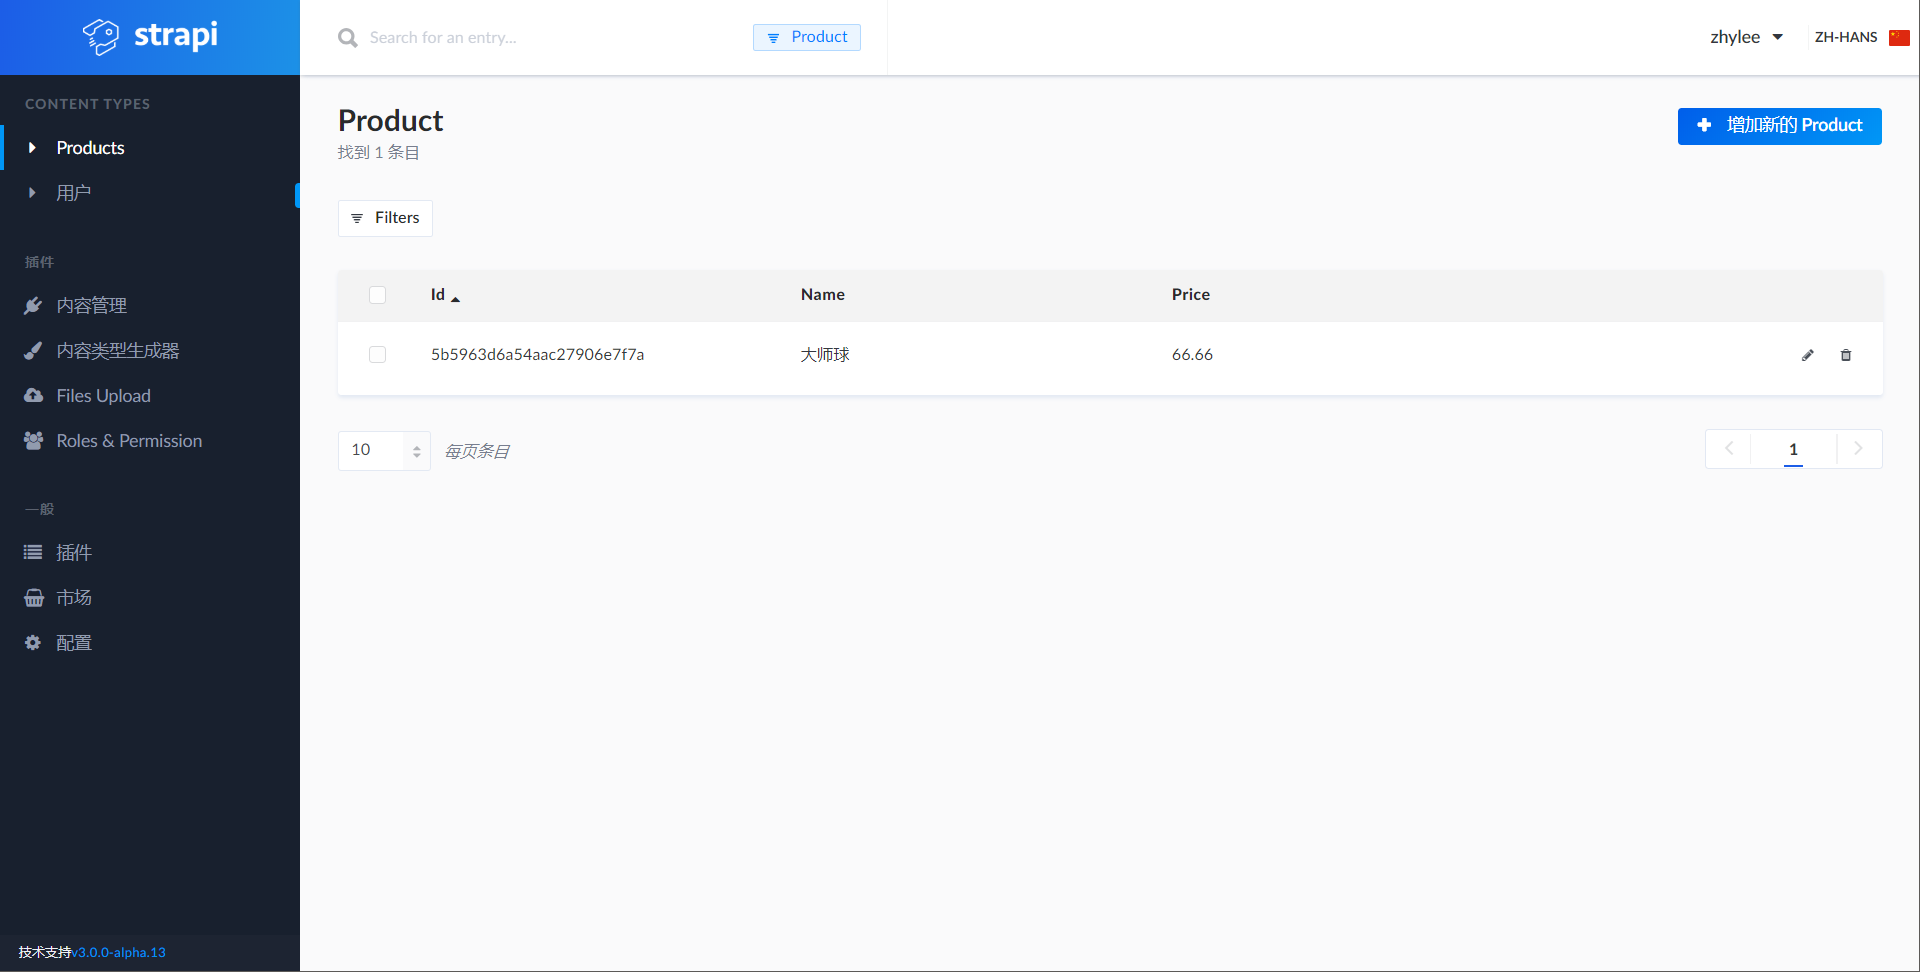 strapi
Search for an entry...
Product
zhylee
ZH-HANS
CONTENT TYPES
Products
用户
插件
内容管理
内容类型生成器
Files Upload
Roles & Permission
一般
插件
市场
配置
技术支持v3.0.0-alpha.13
Product
找到 1 条目
增加新的 Product
Filters
Id Name Price
5b5963d6a54aac27906e7f7a 大师球 66.66
10 每页条目
1